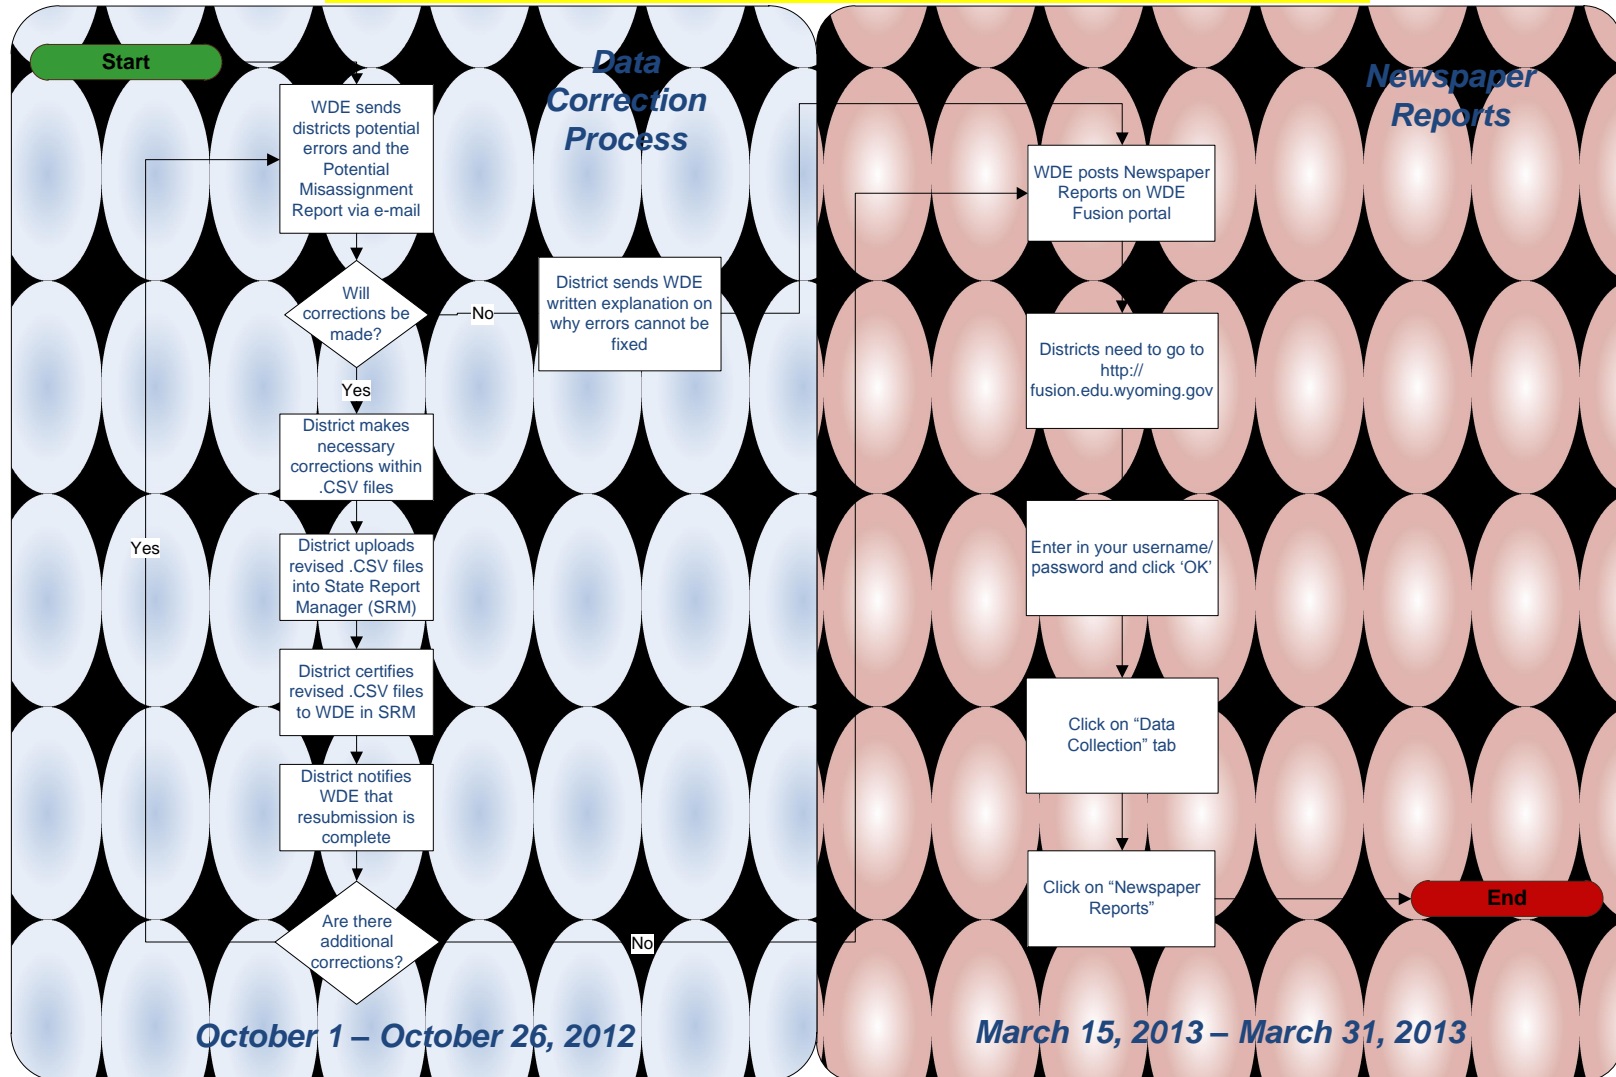 Start
Data
Correction
Process
WDE sends
districts potential
errors and the
Potential
Misassignment
Report via e-mail
Will
corrections be
made?
No
District sends WDE
written explanation on
why errors cannot be
fixed
Yes
District makes
necessary
corrections within
.CSV files
District uploads
revised .CSV files
into State Report
Manager (SRM)
District certifies
revised .CSV files
to WDE in SRM
District notifies
WDE that
resubmission is
complete
Are there
additional
corrections?
Yes
No
October 1 – October 26, 2012
Newspaper
Reports
WDE posts Newspaper
Reports on WDE
Fusion portal
Districts need to go to
http://
fusion.edu.wyoming.gov
Enter in your username/
password and click ‘OK’
Click on “Data
Collection” tab
Click on “Newspaper
Reports”
End
March 15, 2013 – March 31, 2013